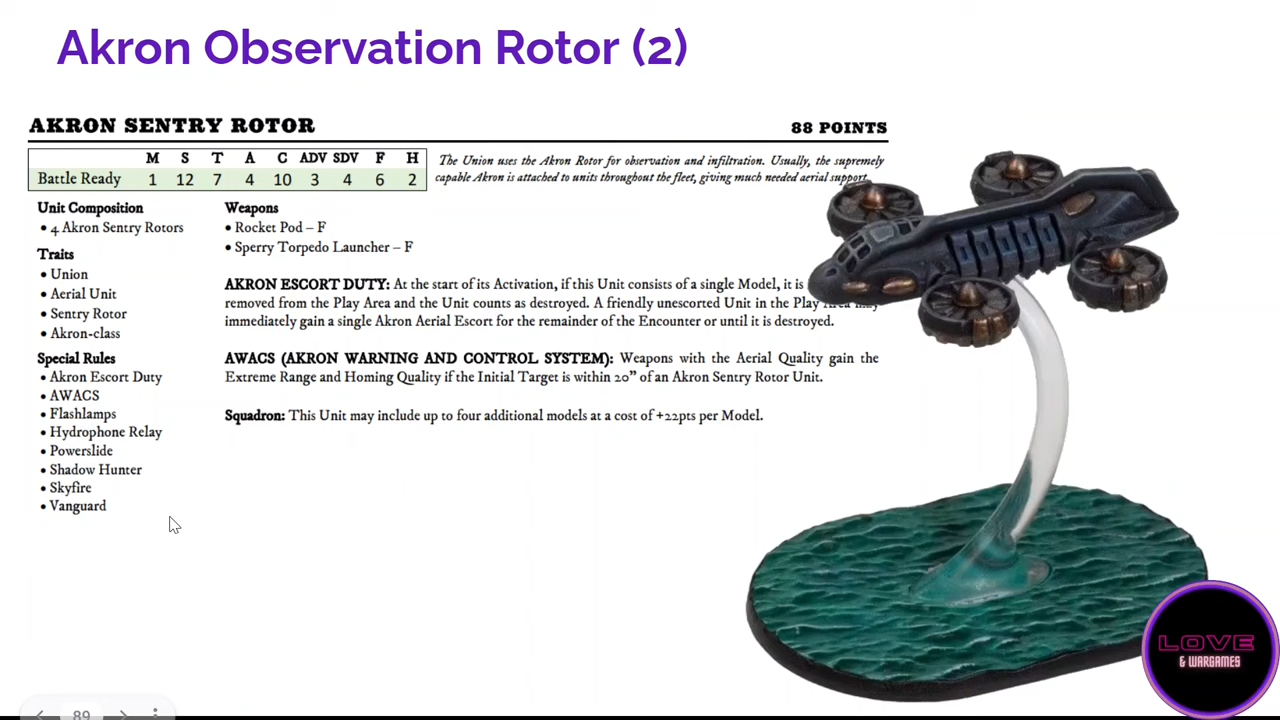 Akron Observation Rotor (2)
AKRON SENTRY ROTOR
88 POINTS
M S T A C ADV SDV F H
Battle Ready 1 12 7 4 10 3 4 6 2
The Union uses the Akron Rotor for observation and infiltration. Usually, the supremely
capable Akron is attached to units throughout the fleet, giving much needed aerial support.
Unit Composition
• 4 Akron Sentry Rotors
Traits
• Union
• Aerial Unit
• Sentry Rotor
• Akron-class
Special Rules
• Akron Escort Duty
• AWACS
• Flashlamps
• Hydrophone Relay
• Powerslide
• Shadow Hunter
• Skyfire
• Vanguard
Weapons
• Rocket Pod – F
• Sperry Torpedo Launcher – F
AKRON ESCORT DUTY: At the start of its Activation, if this Unit consists of a single Model, it is
removed from the Play Area and the Unit counts as destroyed. A friendly unescorted Unit in the Play Area may
immediately gain a single Akron Aerial Escort for the remainder of the Encounter or until it is destroyed.
AWACS (AKRON WARNING AND CONTROL SYSTEM): Weapons with the Aerial Quality gain the
Extreme Range and Homing Quality if the Initial Target is within 20" of an Akron Sentry Rotor Unit.
Squadron: This Unit may include up to four additional models at a cost of +22pts per Model.
LOVE
& WARGAMES
89